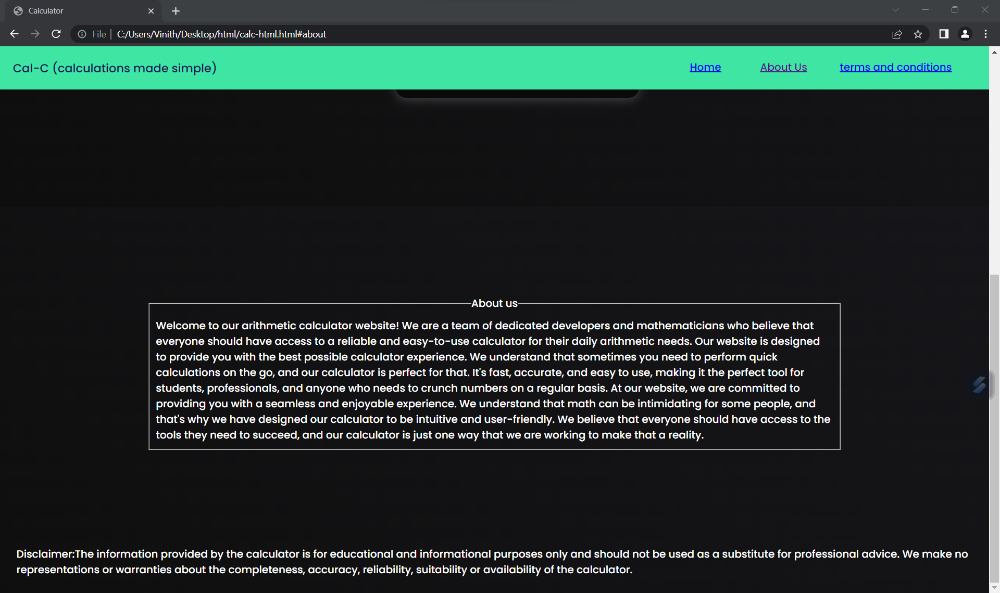 Calculator
File
C:/Users/Vinith/Desktop/html/calc-html.html#about
Cal-C (calculations made simple)
Home
About Us
terms and conditions
About us
Welcome to our arithmetic calculator website! We are a team of dedicated developers and mathematicians who believe that
everyone should have access to a reliable and easy-to-use calculator for their daily arithmetic needs. Our website is designed
to provide you with the best possible calculator experience. We understand that sometimes you need to perform quick
calculations on the go, and our calculator is perfect for that. It's fast, accurate, and easy to use, making it the perfect tool for
students, professionals, and anyone who needs to crunch numbers on a regular basis. At our website, we are committed to
providing you with a seamless and enjoyable experience. We understand that math can be intimidating for some people, and
that's why we have designed our calculator to be intuitive and user-friendly. We believe that everyone should have access to the
tools they need to succeed, and our calculator is just one way that we are working to make that a reality.
Disclaimer:The information provided by the calculator is for educational and informational purposes only and should not be used as a substitute for professional advice. We make no
representations or warranties about the completeness, accuracy, reliability, suitability or availability of the calculator.